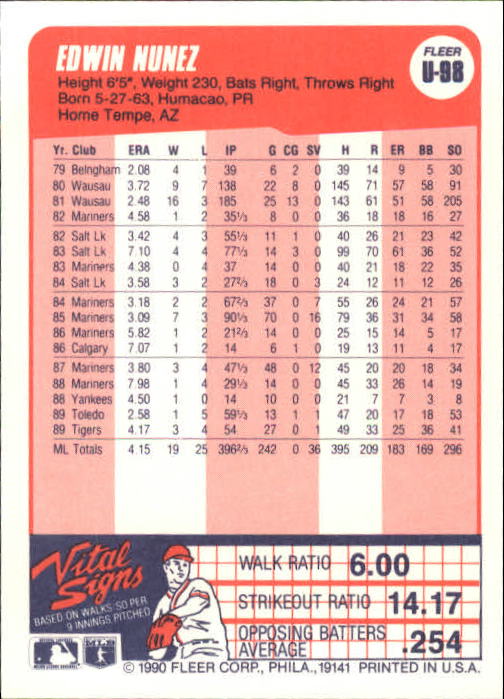 EDWIN NUNEZ
FLEER
U-98
Height 6'5", Weight 230, Bats Right, Throws Right
Born 5-27-63, Humacao, PR
Home Tempe, AZ
Yr. Club ERA W L IP G CG SV H R ER BB SO
79 Belngham 2.08 4 1 39 6 2 0 39 14 9 5 30
80 Wausau 3.72 9 7 138 22 8 0 145 71 57 58 91
81 Wausau 2.48 16 3 185 25 13 0 143 61 51 58 205
82 Mariners 4.58 1 2 35⅓ 8 0 0 36 18 18 16 27
82 Salt Lk 3.42 4 3 55⅓ 11 1 0 40 26 21 23 42
83 Salt Lk 7.10 4 4 77⅓ 14 3 0 99 70 61 36 52
83 Mariners 4.38 0 4 37 14 0 0 40 21 18 22 35
84 Salt Lk 3.58 3 2 27⅔ 18 0 3 24 12 11 12 26
84 Mariners 3.18 2 2 67⅔ 37 0 7 55 26 24 21 57
85 Mariners 3.09 7 3 90⅓ 70 0 16 79 36 31 34 58
86 Mariners 5.82 1 2 21⅔ 14 0 0 25 15 14 5 17
86 Calgary 7.07 1 2 14 6 1 0 19 13 11 4 17
87 Mariners 3.80 3 4 47⅓ 48 0 12 45 20 20 18 34
88 Mariners 7.98 1 4 29⅓ 14 0 0 45 33 26 14 19
88 Yankees 4.50 1 0 14 10 0 0 21 7 7 3 8
89 Toledo 2.58 1 5 59⅓ 13 1 1 47 20 17 18 53
89 Tigers 4.17 3 4 54 27 0 1 49 33 25 36 41
ML Totals 4.15 19 25 396⅔ 242 0 36 395 209 183 169 296
Vital Signs
BASED ON WALKS, SO PER
9 INNINGS PITCHED
WALK RATIO 6.00
STRIKEOUT RATIO 14.17
OPPOSING BATTERS
AVERAGE .254
© 1990 FLEER CORP., PHILA., 19141 PRINTED IN U.S.A.